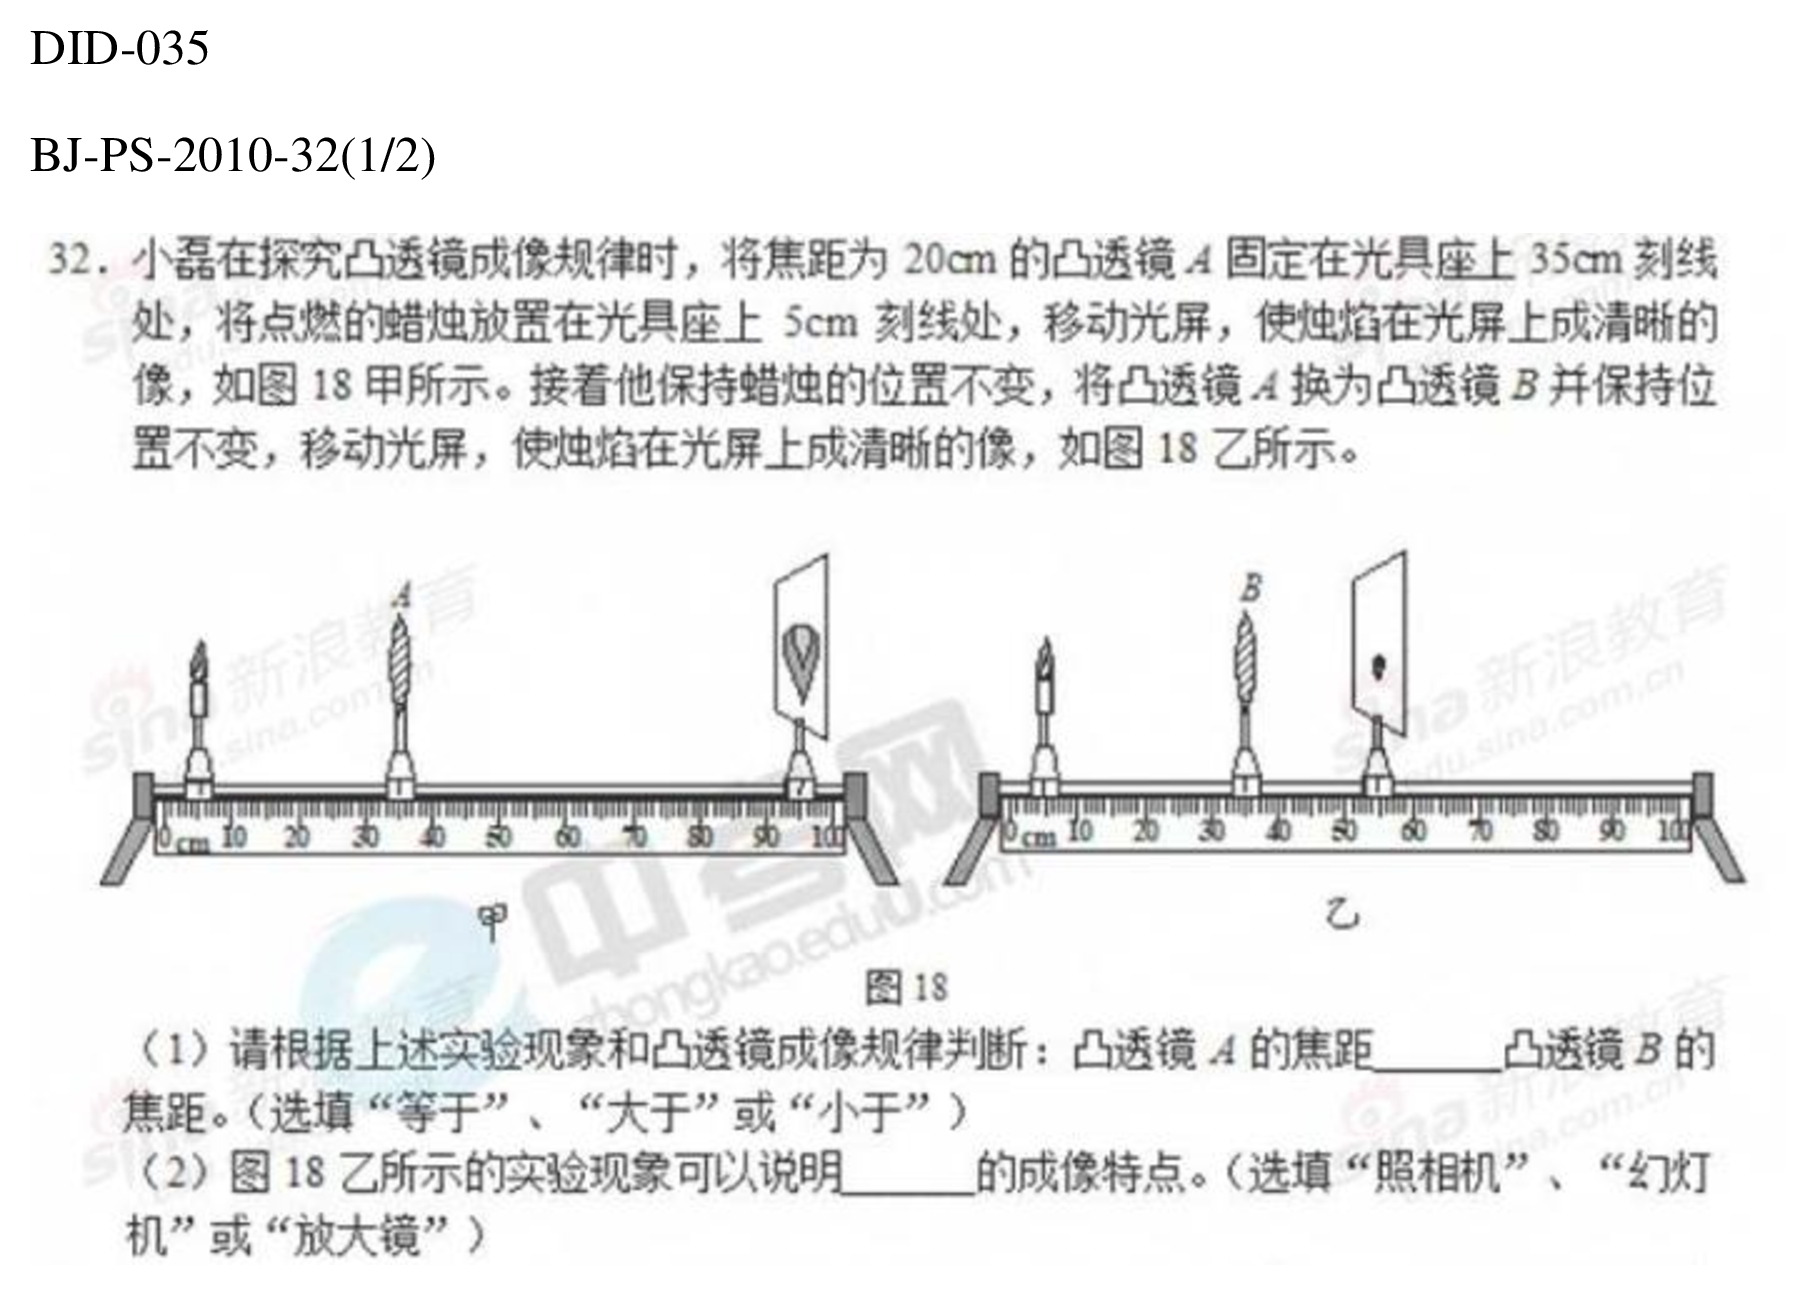 DID-035
BJ-PS-2010-32(1/2)
32. 小磊在探究凸透镜成像规律时，将焦距为 20cm 的凸透镜 A 固定在光具座上 35cm 刻线
处，将点燃的蜡烛放置在光具座上 5cm 刻线处，移动光屏，使烛焰在光屏上成清晰的
像，如图 18 甲所示。接着他保持蜡烛的位置不变，将凸透镜 A 换为凸透镜 B 并保持位
置不变，移动光屏，使烛焰在光屏上成清晰的像，如图 18 乙所示。
A
B
0 cm 10 20 30 40 50 60 70 80 90 100
0 cm 10 20 30 40 50 60 70 80 90 100
甲
乙
图 18
（1）请根据上述实验现象和凸透镜成像规律判断：凸透镜 A 的焦距______凸透镜 B 的
焦距。（选填“等于”、“大于”或“小于”）
（2）图 18 乙所示的实验现象可以说明______的成像特点。（选填“照相机”、“幻灯
机”或“放大镜”）
sina 新浪教育
edu.sina.com.cn
中考网
zhongkao.eduu.com